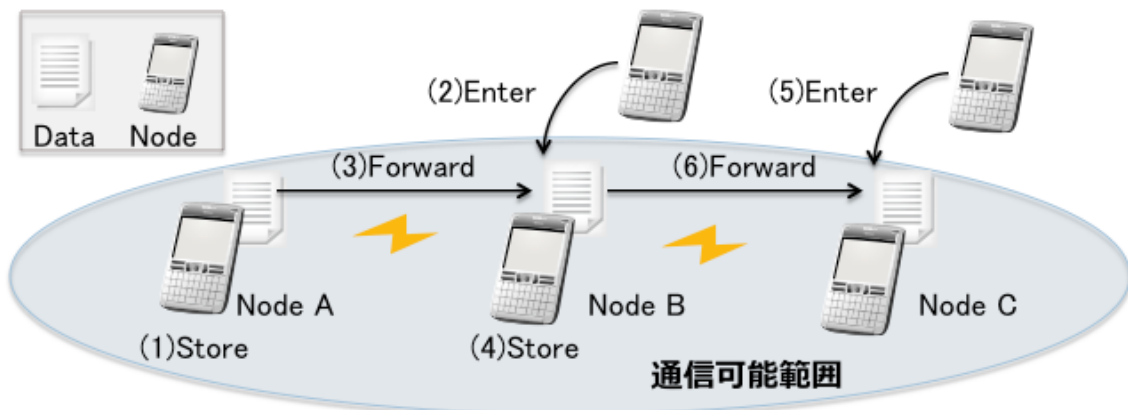 Data Node
(2)Enter
(5)Enter
(3)Forward
(6)Forward
Node A
Node B
Node C
(1)Store
(4)Store
通信可能範囲